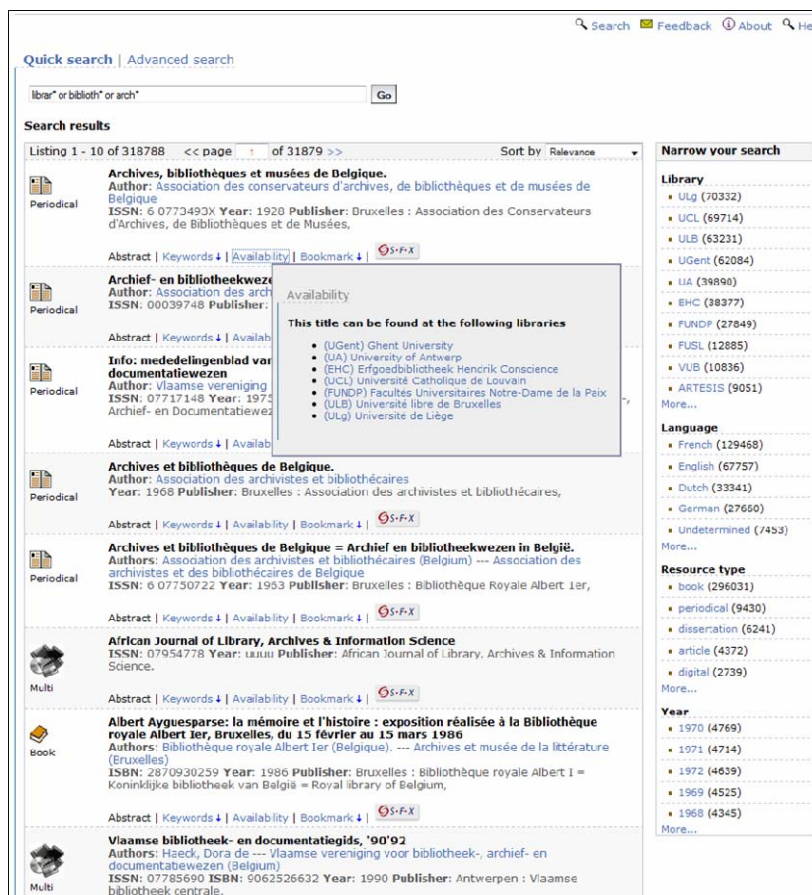 Search Feedback About He
Quick search | Advanced search
librar* or biblioth* or arch* Go
Search results
Listing 1 - 10 of 318788 << page 1 of 31879 >> Sort by Relevance
Archives, bibliothèques et musées de Belgique.
Author: Association des conservateurs d'archives, de bibliothèques et de musées de
Belgique
Periodical
ISSN: 6 0773493X Year: 1928 Publisher: Bruxelles : Association des Conservateurs
d'Archives, de Bibliothèques et de Musées,
Abstract | Keywords | Availability | Bookmark | S·F·X
Archief- en bibliotheekweze
Author: Association des arch
Periodical
ISSN: 00039748 Publisher:
Abstract | Keywords | Availab
Info: mededelingenblad van
documentatiewezen
Periodical
Author: Vlaamse vereniging
ISSN: 07717148 Year: 1975
Archief- en Documentatiewez
Abstract | Keywords | Availab
Availability
This title can be found at the following libraries
(UGent) Ghent University
(UA) University of Antwerp
(EHC) Erfgoedbibliotheek Hendrik Conscience
(UCL) Université Catholique de Louvain
(FUNDP) Facultés Universitaires Notre-Dame de la Paix
(ULB) Université libre de Bruxelles
(ULg) Université de Liège
Archives et bibliothèques de Belgique.
Author: Association des archivistes et bibliothécaires
Periodical
Year: 1968 Publisher: Bruxelles : Association des archivistes et bibliothécaires,
Abstract | Keywords | Availability | Bookmark | S·F·X
Archives et bibliothèques de Belgique = Archief en bibliotheekwezen in België.
Authors: Association des archivistes et bibliothécaires (Belgium) --- Association des
archivistes et des bibliothécaires de Belgique
Periodical
ISSN: 6 07750722 Year: 1963 Publisher: Bruxelles : Bibliothèque Royale Albert 1er,
Abstract | Keywords | Availability | Bookmark | S·F·X
African Journal of Library, Archives & Information Science
ISSN: 07954778 Year: uuuu Publisher: African Journal of Library, Archives & Information
Science.
Multi
Abstract | Keywords | Availability | Bookmark | S·F·X
Albert Ayguesparse: la mémoire et l'histoire : exposition réalisée à la Bibliothèque
royale Albert Ier, Bruxelles, du 15 février au 15 mars 1986
Book
Authors: Bibliothèque royale Albert Ier (Belgique). --- Archives et musée de la littérature
(Bruxelles)
ISBN: 2870930259 Year: 1986 Publisher: Bruxelles : Bibliothèque royale Albert I =
Koninklijke bibliotheek van België = Royal library of Belgium,
Abstract | Keywords | Availability | Bookmark | S·F·X
Vlaamse bibliotheek- en documentatiegids, '90'92
Authors: Haeck, Dora de --- Vlaamse vereniging voor bibliotheek-, archief- en
documentatiewezen (Belgium)
Multi
ISSN: 07785690 ISBN: 9062526632 Year: 1990 Publisher: Antwerpen : Vlaamse
bibliotheek centrale,
Narrow your search
Library
ULg (70332)
UCL (69714)
ULB (63231)
UGent (62084)
UA (39890)
EHC (38377)
FUNDP (27849)
FUSL (12885)
VUB (10836)
ARTESIS (9051)
More...
Language
French (129468)
English (67757)
Dutch (33341)
German (27660)
Undetermined (7453)
More...
Resource type
book (296031)
periodical (9430)
dissertation (6241)
article (4372)
digital (2739)
More...
Year
1970 (4769)
1971 (4714)
1972 (4639)
1969 (4525)
1968 (4345)
More...